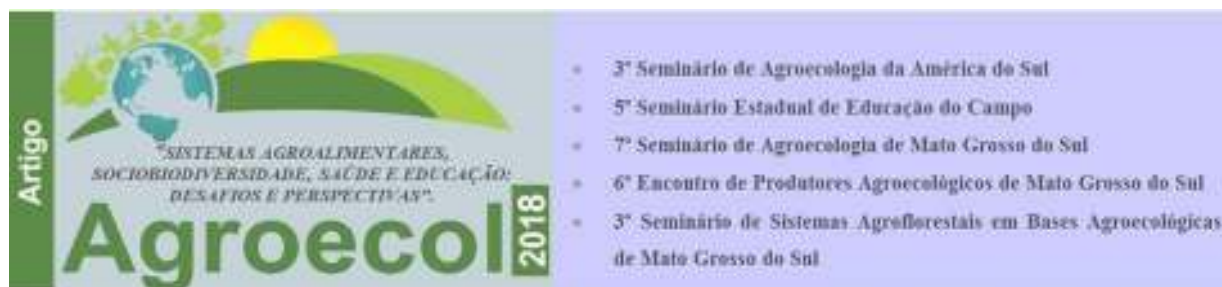 Artigo
"SISTEMAS AGROALIMENTARES,
SOCIOBIODIVERSIDADE, SAÚDE E EDUCAÇÃO:
DESAFIOS E PERSPECTIVAS".
Agroecol 2018
3º Seminário de Agroecologia da América do Sul
5º Seminário Estadual de Educação do Campo
7º Seminário de Agroecologia de Mato Grosso do Sul
6º Encontro de Produtores Agroecológicos de Mato Grosso do Sul
3º Seminário de Sistemas Agroflorestais em Bases Agroecológicas
de Mato Grosso do Sul